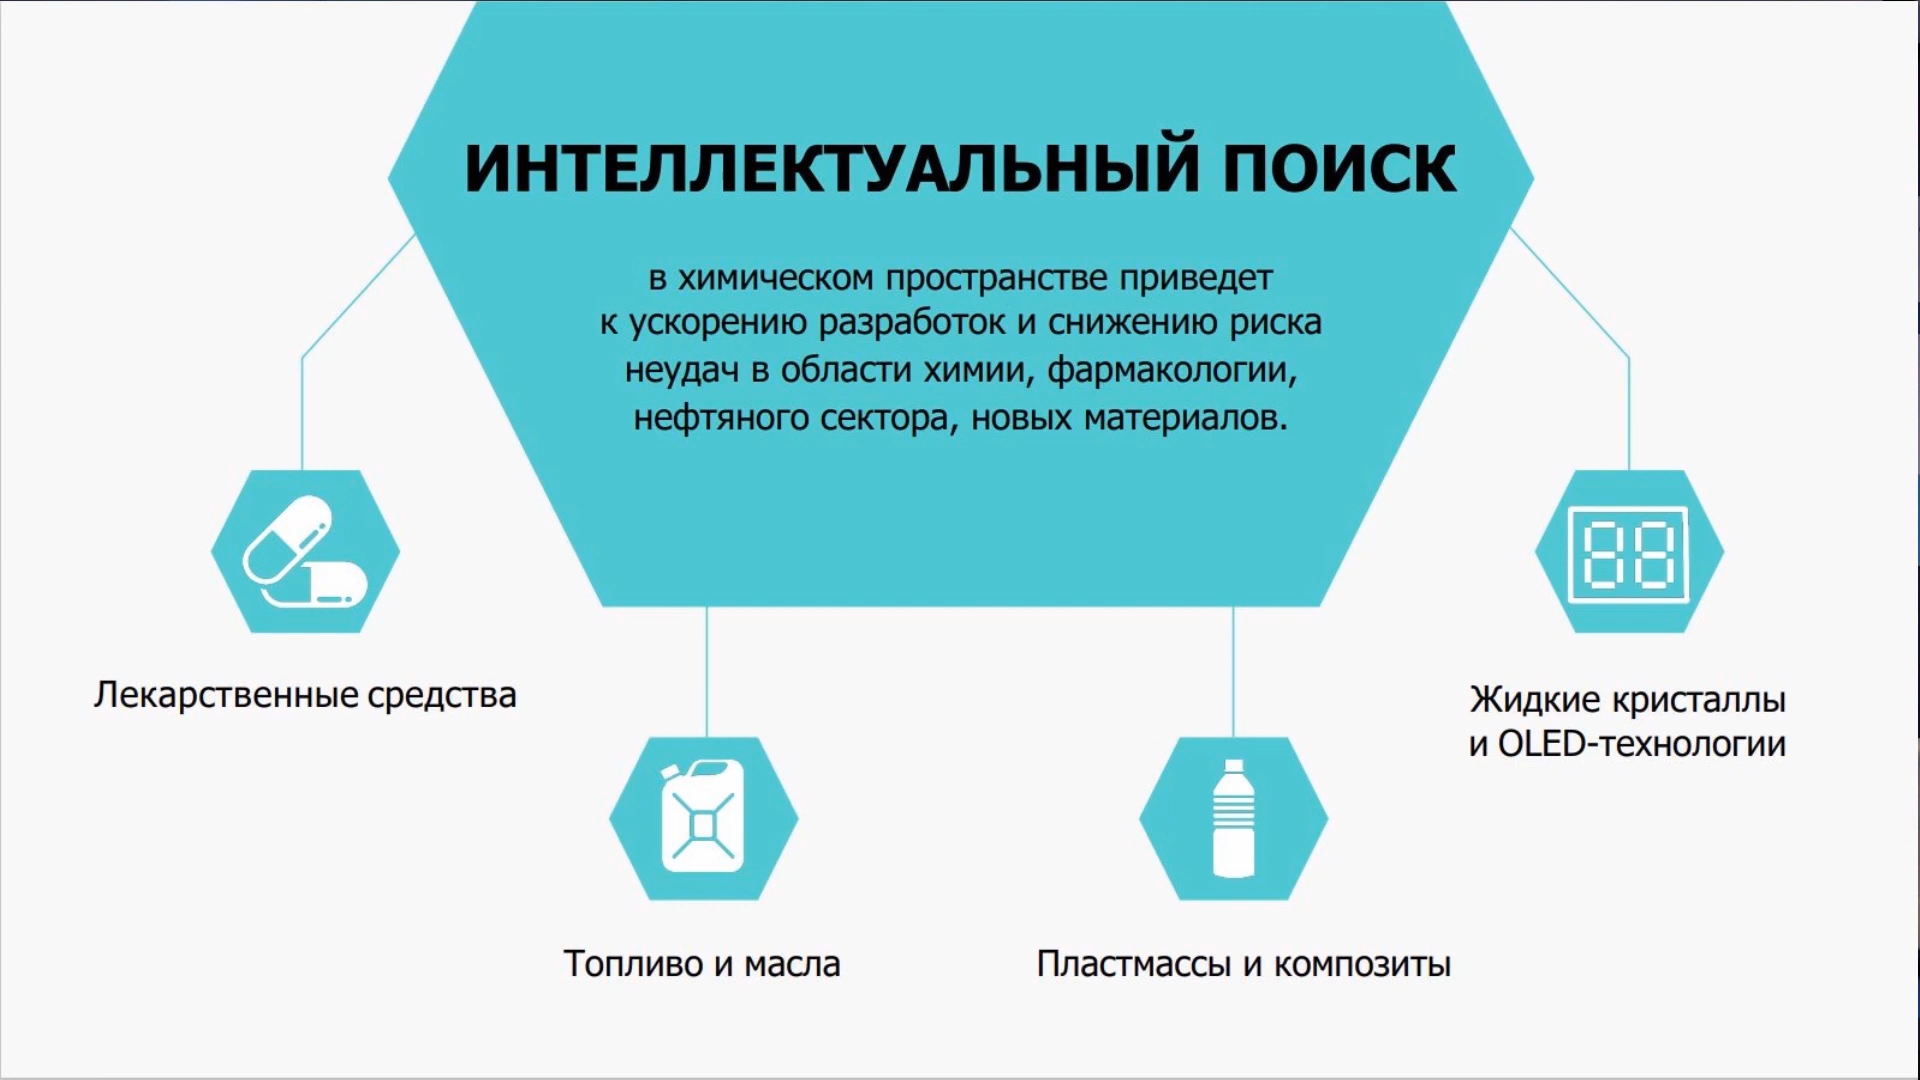 ИНТЕЛЛЕКТУАЛЬНЫЙ ПОИСК
в химическом пространстве приведет
к ускорению разработок и снижению риска
неудач в области химии, фармакологии,
нефтяного сектора, новых материалов.
88
Лекарственные средства
Жидкие кристаллы
и OLED-технологии
Топливо и масла
Пластмассы и композиты